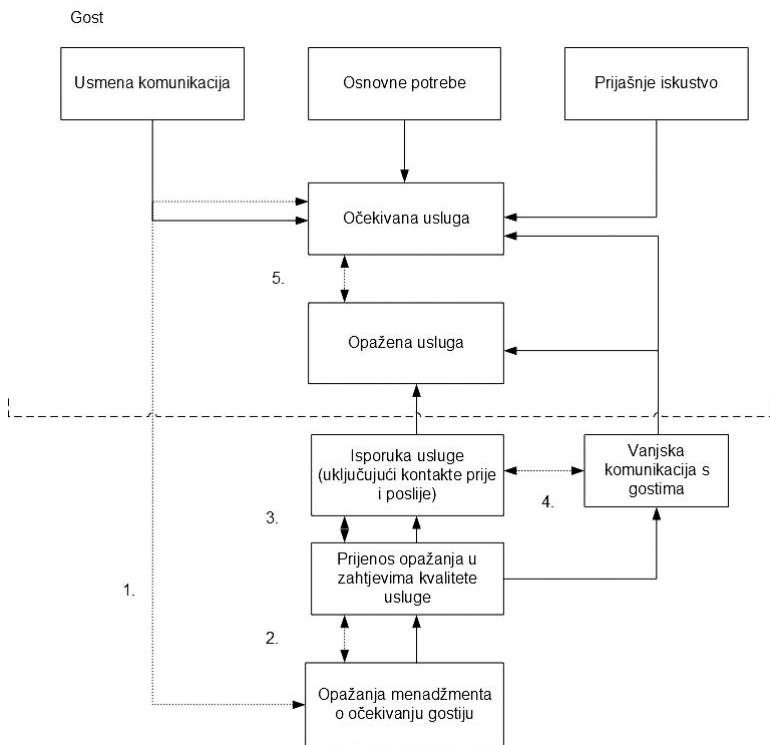 Gost
Usmena komunikacija
Osnovne potrebe
Prijašnje iskustvo
Očekivana usluga
5.
Opažena usluga
Isporuka usluge
(uključujući kontakte prije
i poslije)
Vanjska
komunikacija s
gostima
4.
3.
Prijenos opažanja u
zahtjevima kvalitete
usluge
1.
2.
Opažanja menadžmenta
o očekivanju gostiju